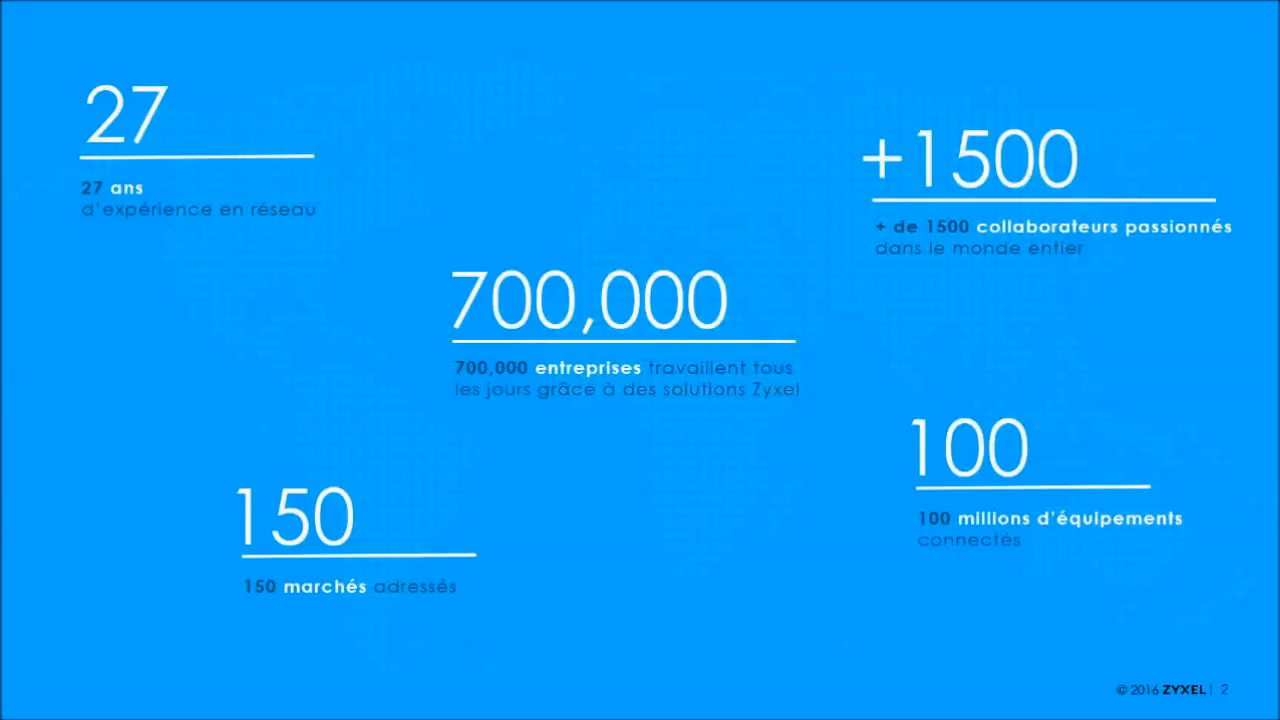 27
27 ans
d'expérience en réseau
+1500
+ de 1500 collaborateurs passionnés
dans le monde entier
700,000
700,000 entreprises travaillent tous
les jours grâce à des solutions Zyxel
100
100 millions d'équipements
connectés
150
150 marchés adressés
© 2016 ZYXEL | 2